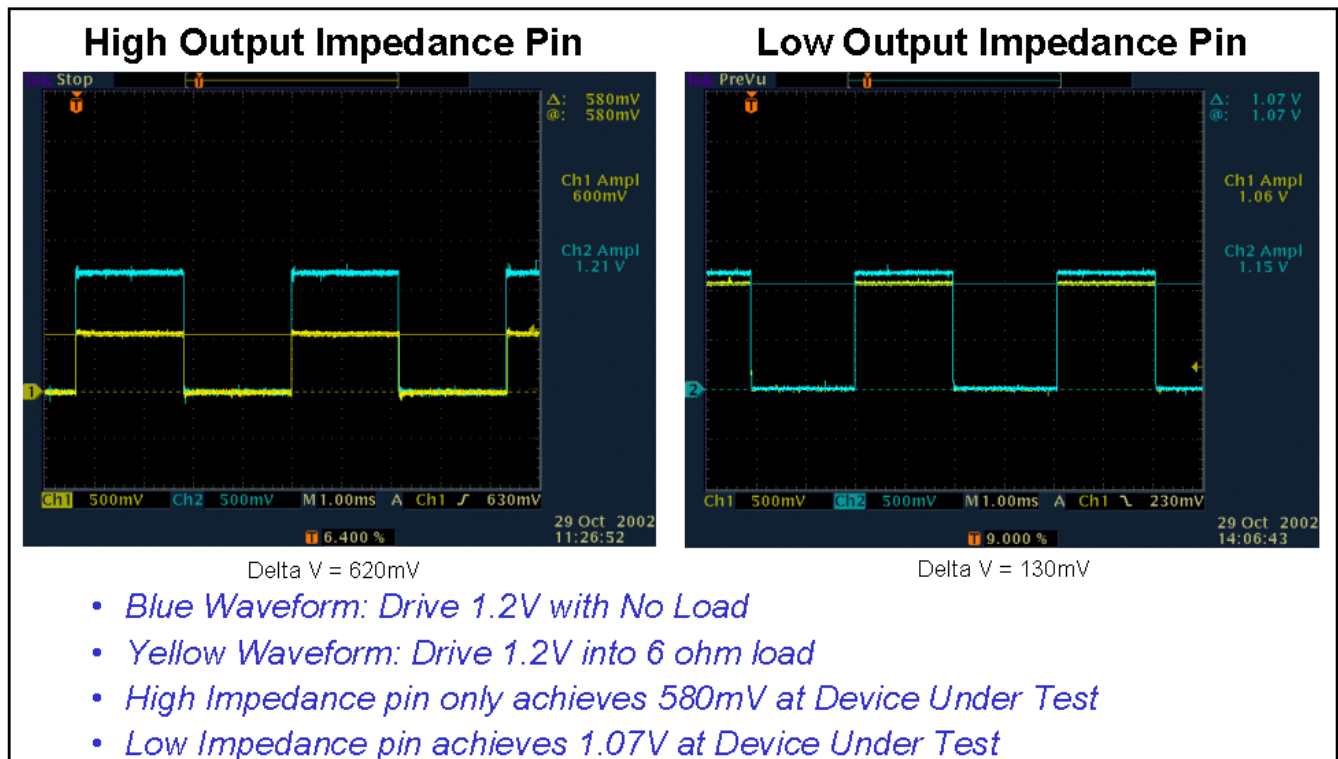 High Output Impedance Pin
Low Output Impedance Pin
Tek Stop
T
T
Δ: 580mV
@: 580mV
Ch1 Ampl
600mV
Ch2 Ampl
1.21 V
1
Ch1 500mV Ch2 500mV M 1.00ms A Ch1 630mV
T 6.400 %
29 Oct 2002
11:26:52
Tek PreVu
T
T
Δ: 1.07 V
@: 1.07 V
Ch1 Ampl
1.06 V
Ch2 Ampl
1.15 V
2
Ch1 500mV Ch2 500mV M 1.00ms A Ch1 230mV
T 9.000 %
29 Oct 2002
14:06:43
Delta V = 620mV
Delta V = 130mV
• Blue Waveform: Drive 1.2V with No Load
• Yellow Waveform: Drive 1.2V into 6 ohm load
• High Impedance pin only achieves 580mV at Device Under Test
• Low Impedance pin achieves 1.07V at Device Under Test